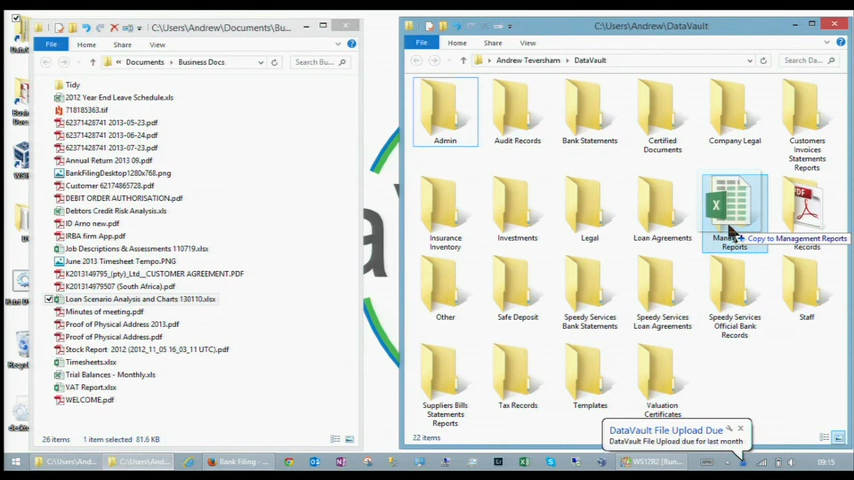 C:\Users\Andrew\Documents\Bu...
File Home Share View
Documents Business Docs
Search Bu...
Tidy
2012 Year End Leave Schedule.xls
718185363.tif
62371428741 2013-05-23.pdf
62371428741 2013-06-24.pdf
62371428741 2013-07-23.pdf
Annual Return 2013 09.pdf
BankFilingDesktop1280x768.png
Customer 62174865728.pdf
DEBIT ORDER AUTHORISATION.pdf
Debtors Credit Risk Analysis.xls
ID Arno new.pdf
IRBA firm App.pdf
Job Descriptions & Assessments 110719.xlsx
June 2013 Timesheet Tempo.PNG
K2013149795_(pty)_Ltd__CUSTOMER AGREEMENT.PDF
K2013149795​07 (South Africa).pdf
Loan Scenario Analysis and Charts 130110.xlsx
Minutes of meeting.pdf
Proof of Physical Address 2013.pdf
Proof of Physical Address.pdf
Stock Report 2012 (2012_11_05 16_03_11 UTC).pdf
Timesheets.xlsx
Trial Balances - Monthly.xls
VAT Report.xlsx
WELCOME.pdf
26 items 1 item selected 81.6 KB
C:\Users\Andrew\DataVault
File Home Share View
Andrew Teversham DataVault
Search Da...
Admin Audit Records Bank Statements Certified Documents Company Legal Customers Invoices Statements Reports
Insurance Inventory Investments Legal Loan Agreements Reports Records
PDF
Copy to Management Reports
Other Safe Deposit Speedy Services Bank Statements Speedy Services Loan Agreements Speedy Services Official Bank Records Staff
Suppliers Bills Statements Reports Tax Records Templates Valuation Certificates
22 items
DataVault File Upload Due
DataVault File Upload due for last month
C:\Users\And... C:\Users\And... Bank Filing - ... WS12R2 [Run...
09:15